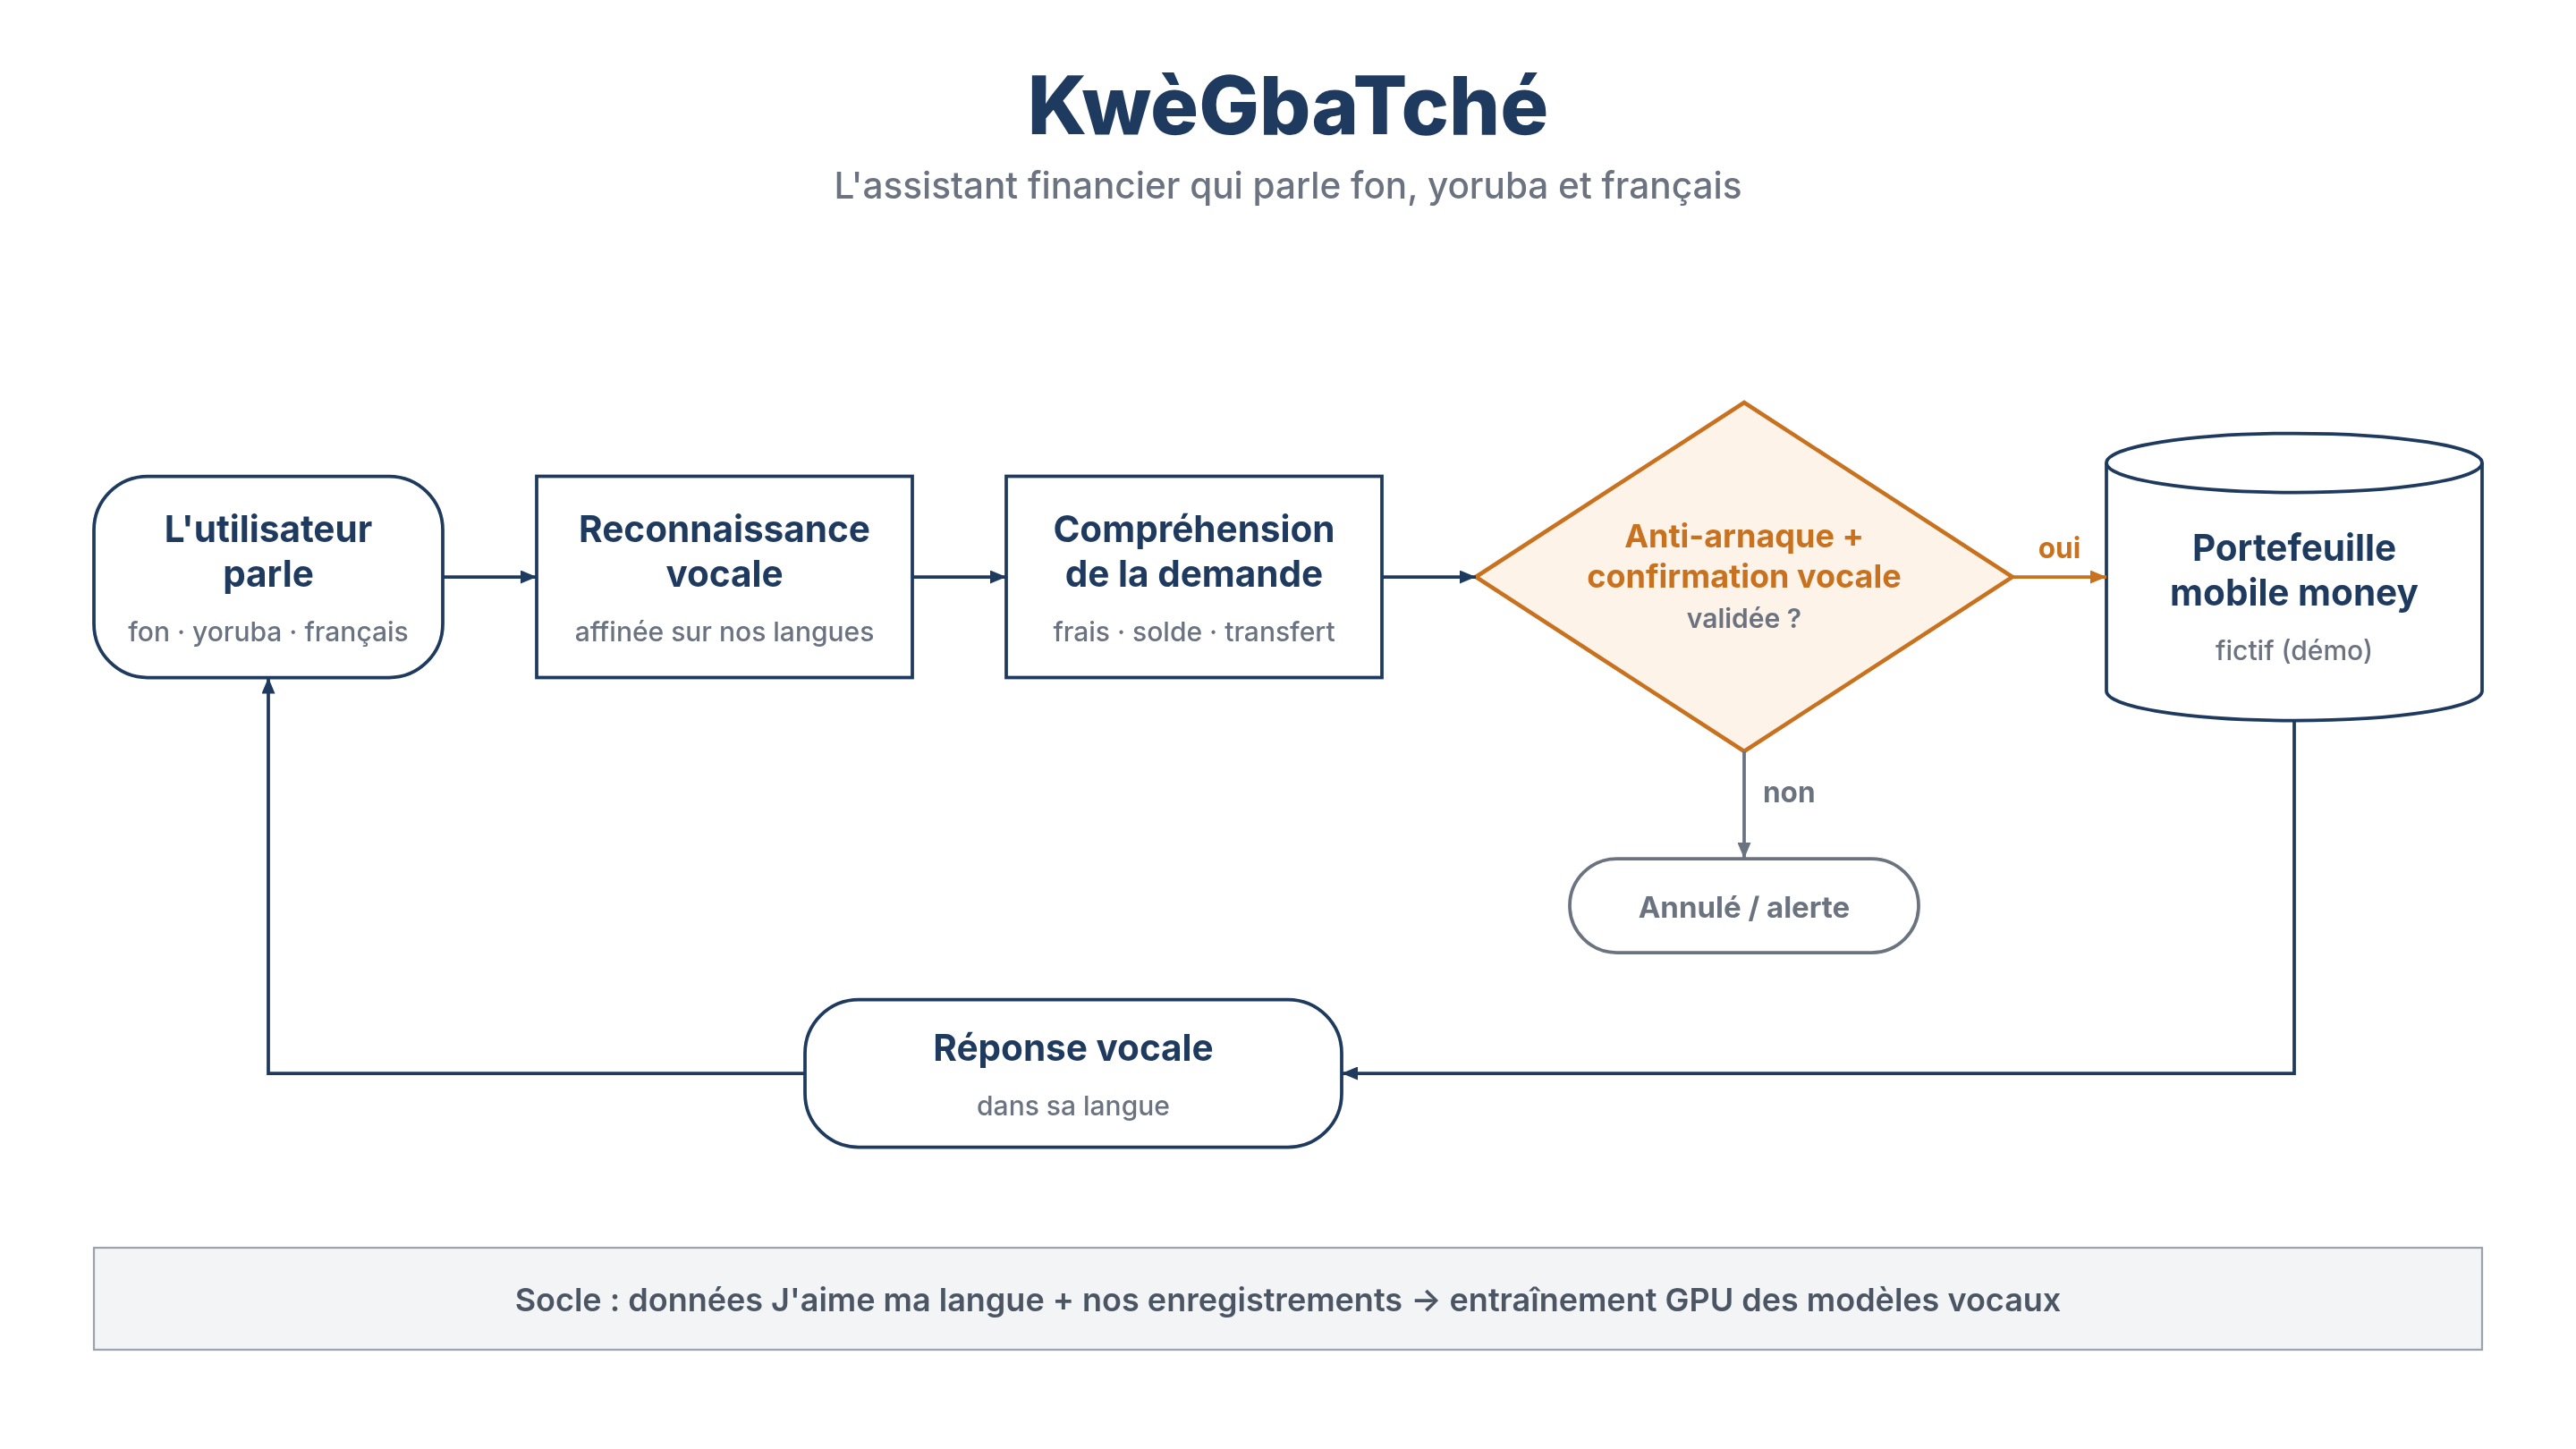 KwèGbaTché
L'assistant financier qui parle fon, yoruba et français
L'utilisateur
parle
fon · yoruba · français
Reconnaissance
vocale
affinée sur nos langues
Compréhension
de la demande
frais · solde · transfert
Anti-arnaque +
confirmation vocale
validée ?
oui
Portefeuille
mobile money
fictif (démo)
non
Annulé / alerte
Réponse vocale
dans sa langue
Socle : données J'aime ma langue + nos enregistrements → entraînement GPU des modèles vocaux